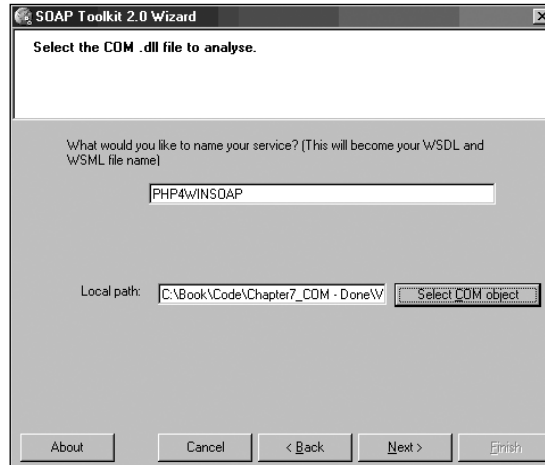 SOAP Toolkit 2.0 Wizard
Select the COM .dll file to analyse.
What would you like to name your service? (This will become your WSDL and
WSML file name)
PHP4WINSOAP
Local path: C:\Book\Code\Chapter7_COM - Done\V Select COM object
About Cancel < Back Next > Finish